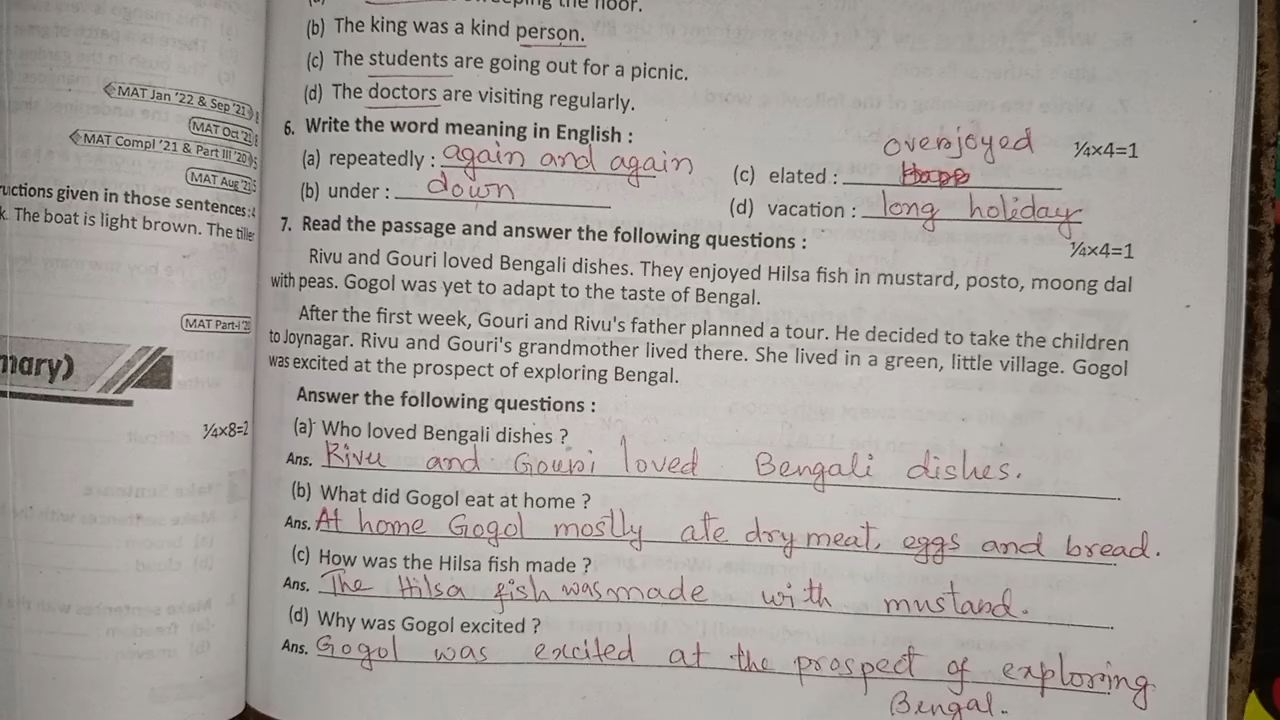 the floor.
(b) The king was a kind person.
(c) The students are going out for a picnic.
(d) The doctors are visiting regularly.
MAT Jan '22 & Sep '21
MAT Oct '21
MAT Compl '21 & Part III '20
MAT Aug '21
ructions given in those sentences:
k. The boat is light brown. The tiller
MAT Part-I
mary)
¼×8=2
6. Write the word meaning in English : ¼×4=1
(a) repeatedly : again and again
(b) under : down
overjoyed
(c) elated :
(d) vacation : long holiday
7. Read the passage and answer the following questions : ¼×4=1
Rivu and Gouri loved Bengali dishes. They enjoyed Hilsa fish in mustard, posto, moong dal
with peas. Gogol was yet to adapt to the taste of Bengal.
After the first week, Gouri and Rivu's father planned a tour. He decided to take the children
to Joynagar. Rivu and Gouri's grandmother lived there. She lived in a green, little village. Gogol
was excited at the prospect of exploring Bengal.
Answer the following questions :
(a) Who loved Bengali dishes ?
Ans. Rivu and Gouri loved Bengali dishes.
(b) What did Gogol eat at home ?
Ans. At home Gogol mostly ate dry meat, eggs and bread.
(c) How was the Hilsa fish made ?
Ans. The Hilsa fish was made with mustard.
(d) Why was Gogol excited ?
Ans. Gogol was excited at the prospect of exploring
Bengal.